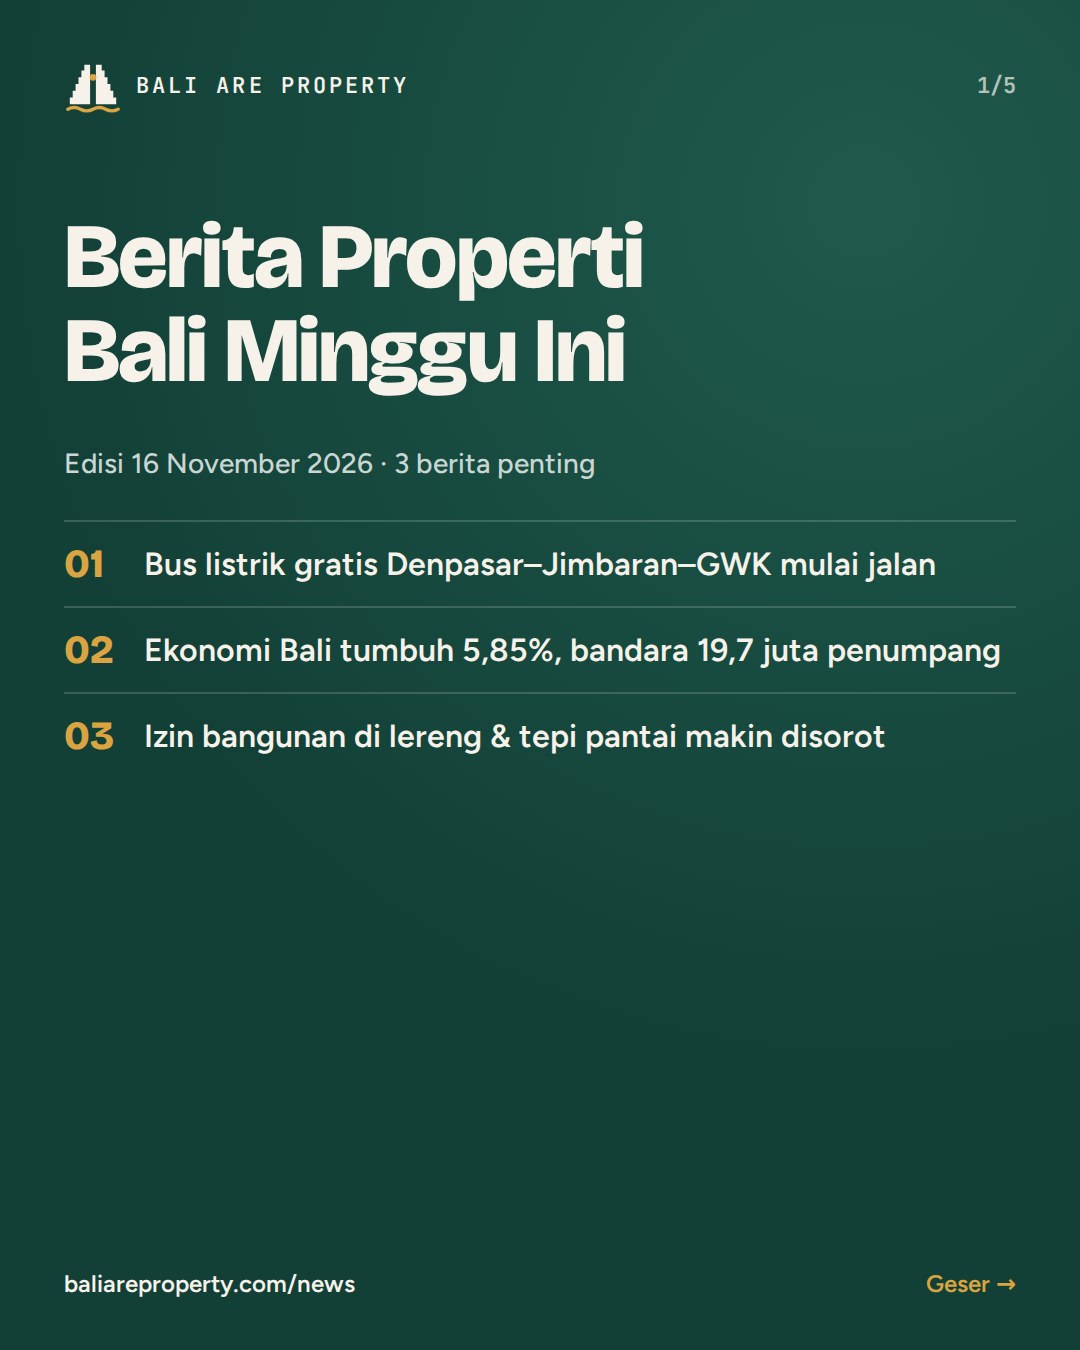 BALI ARE PROPERTY
1/5
Berita Properti
Bali Minggu Ini
Edisi 16 November 2026 · 3 berita penting
01 Bus listrik gratis Denpasar–Jimbaran–GWK mulai jalan
02 Ekonomi Bali tumbuh 5,85%, bandara 19,7 juta penumpang
03 Izin bangunan di lereng & tepi pantai makin disorot
baliareproperty.com/news
Geser →